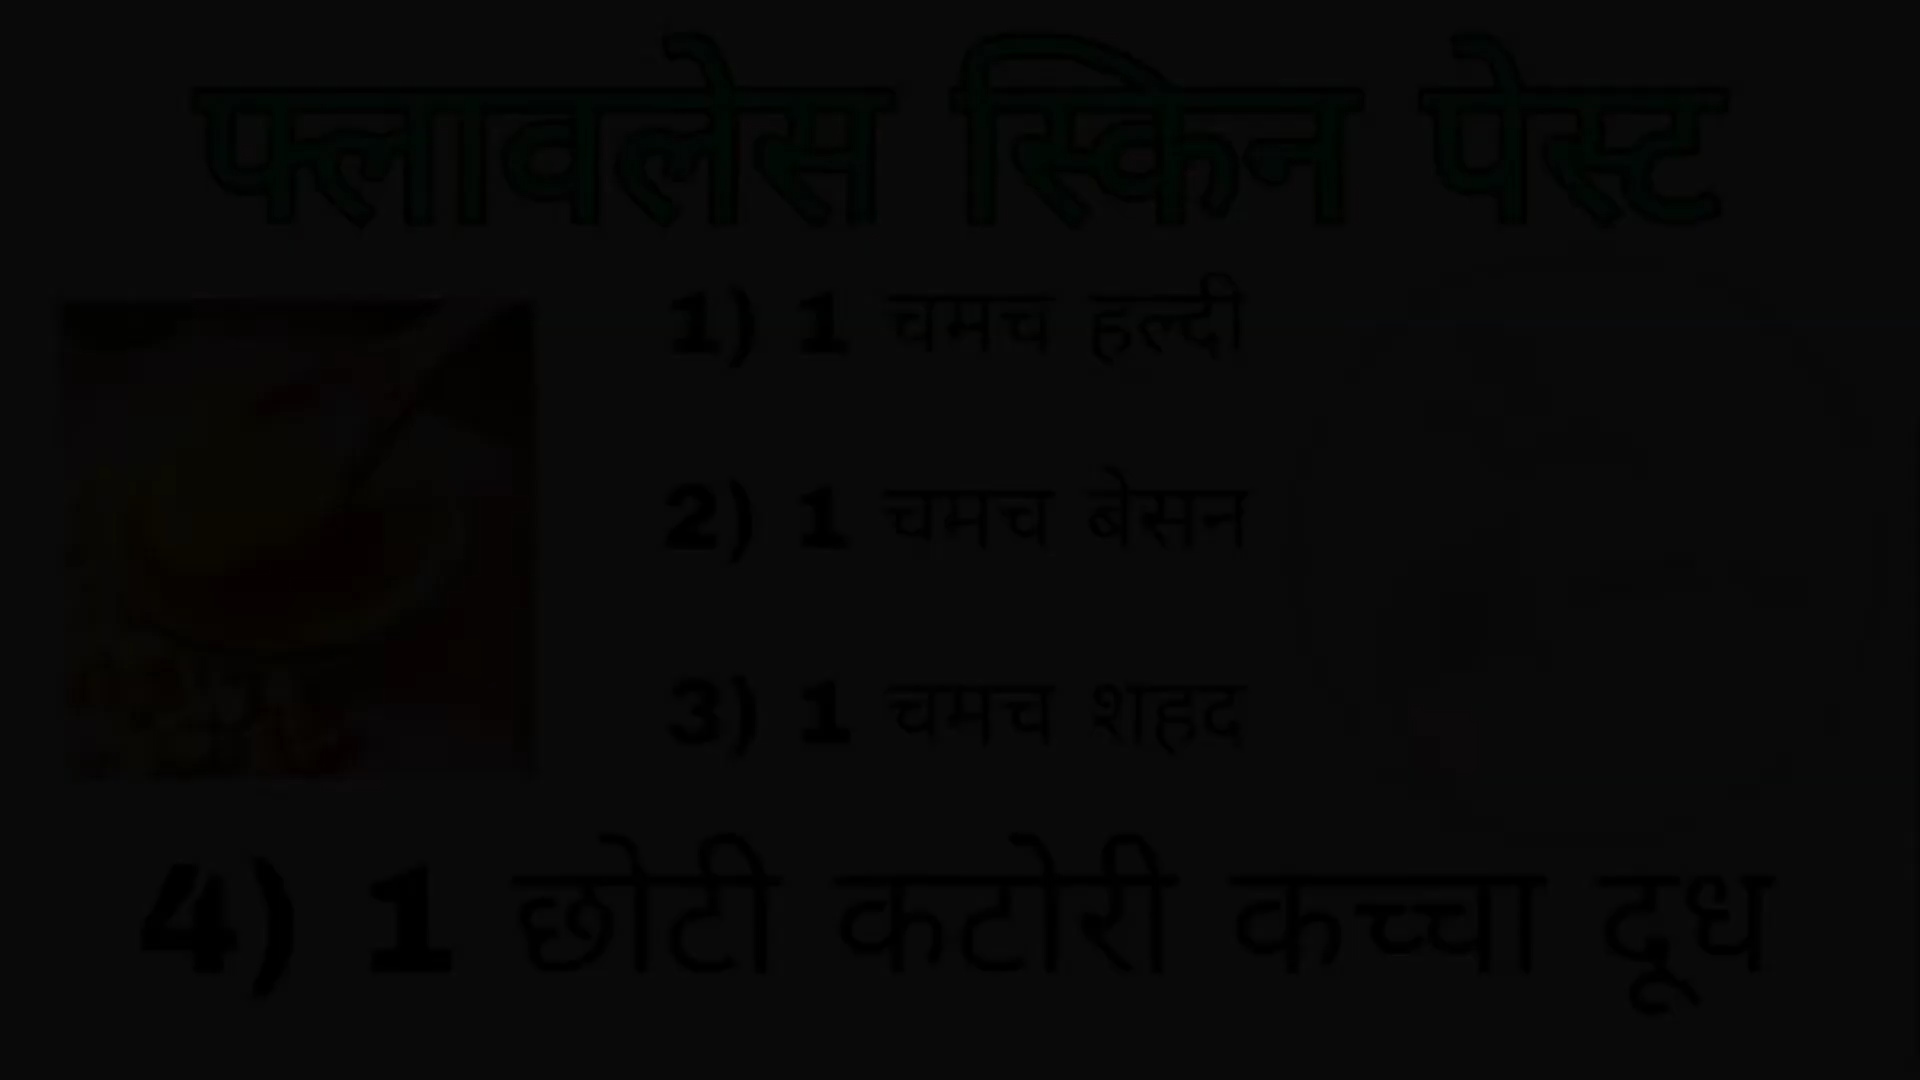 फ्लावलेस स्किन पेस्ट
1) 1 चमच हल्दी
2) 1 चमच बेसन
3) 1 चमच शहद
4) 1 छोटी कटोरी कच्चा दूध